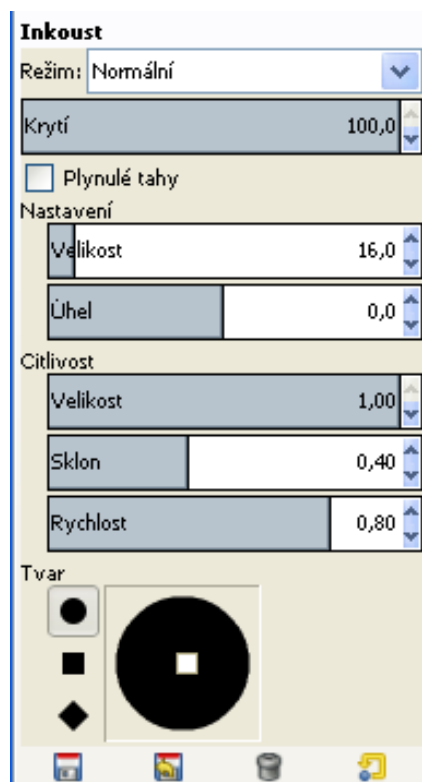 Inkoust
Režim: Normální
Krytí 100,0
Plynulé tahy
Nastavení
Velikost 16,0
Úhel 0,0
Citlivost
Velikost 1,00
Sklon 0,40
Rychlost 0,80
Tvar